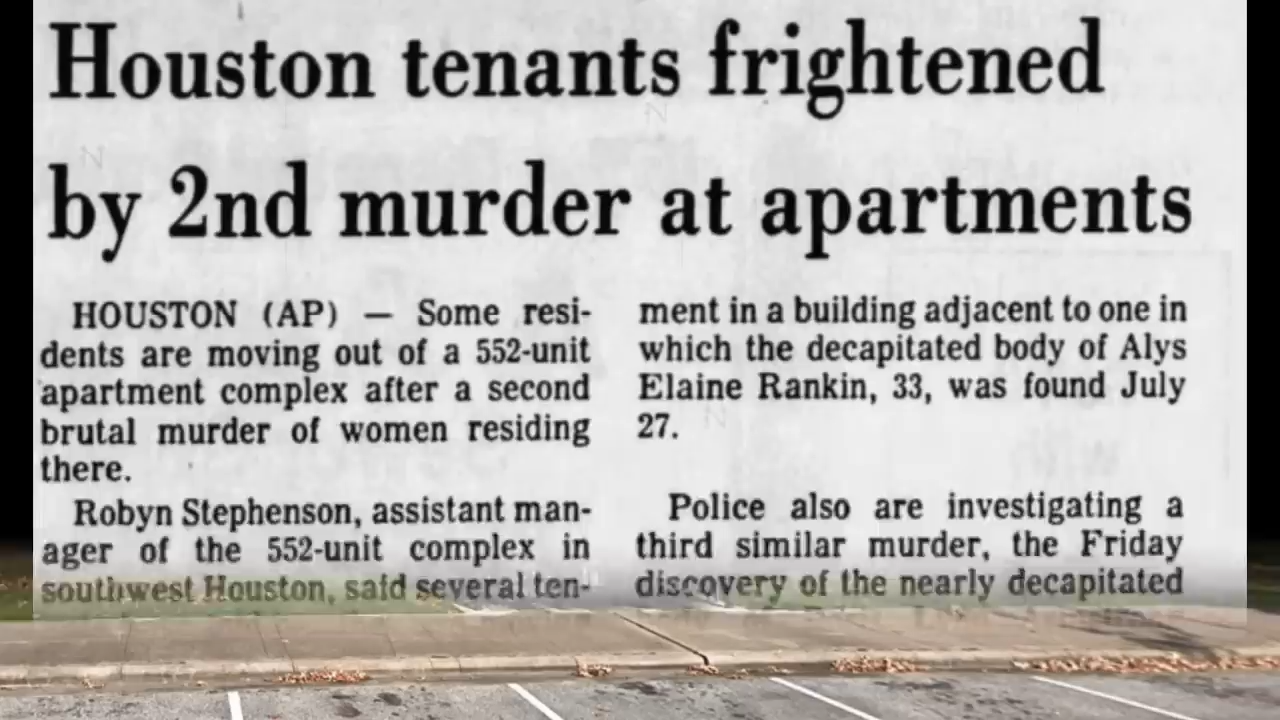 Houston tenants frightened
by 2nd murder at apartments
HOUSTON (AP) — Some resi-
dents are moving out of a 552-unit
apartment complex after a second
brutal murder of women residing
there.
Robyn Stephenson, assistant man-
ager of the 552-unit complex in
southwest Houston, said several ten-
ment in a building adjacent to one in
which the decapitated body of Alys
Elaine Rankin, 33, was found July
27.
Police also are investigating a
third similar murder, the Friday
discovery of the nearly decapitated